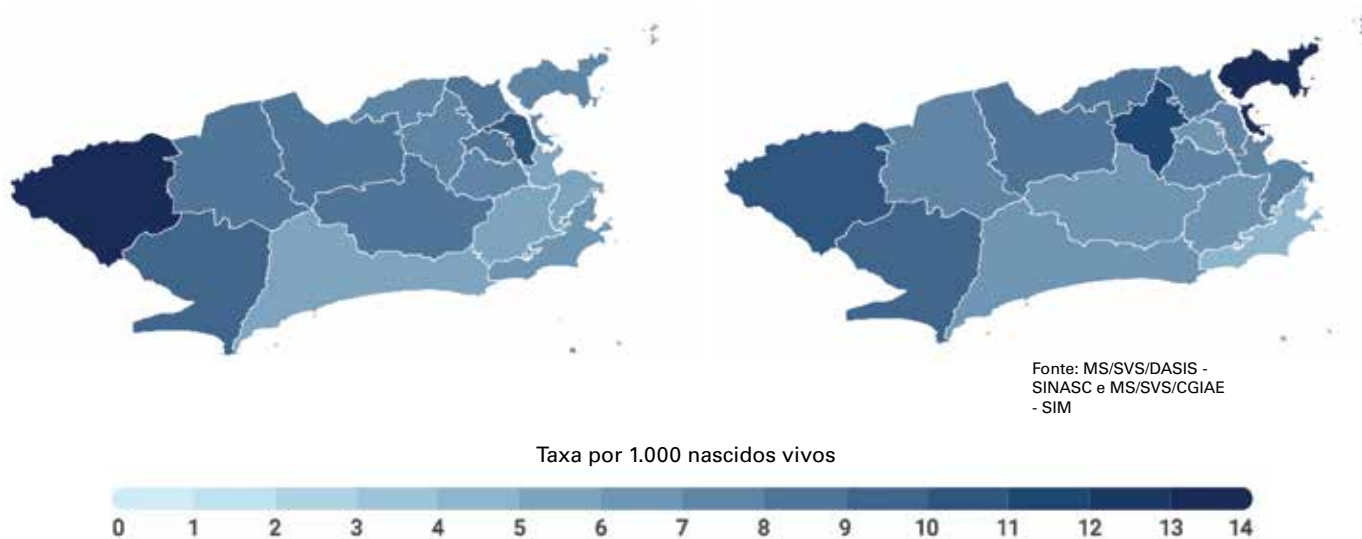 Fonte: MS/SVS/DASIS -
SINASC e MS/SVS/CGIAE
- SIM
Taxa por 1.000 nascidos vivos
0 1 2 3 4 5 6 7 8 9 10 11 12 13 14